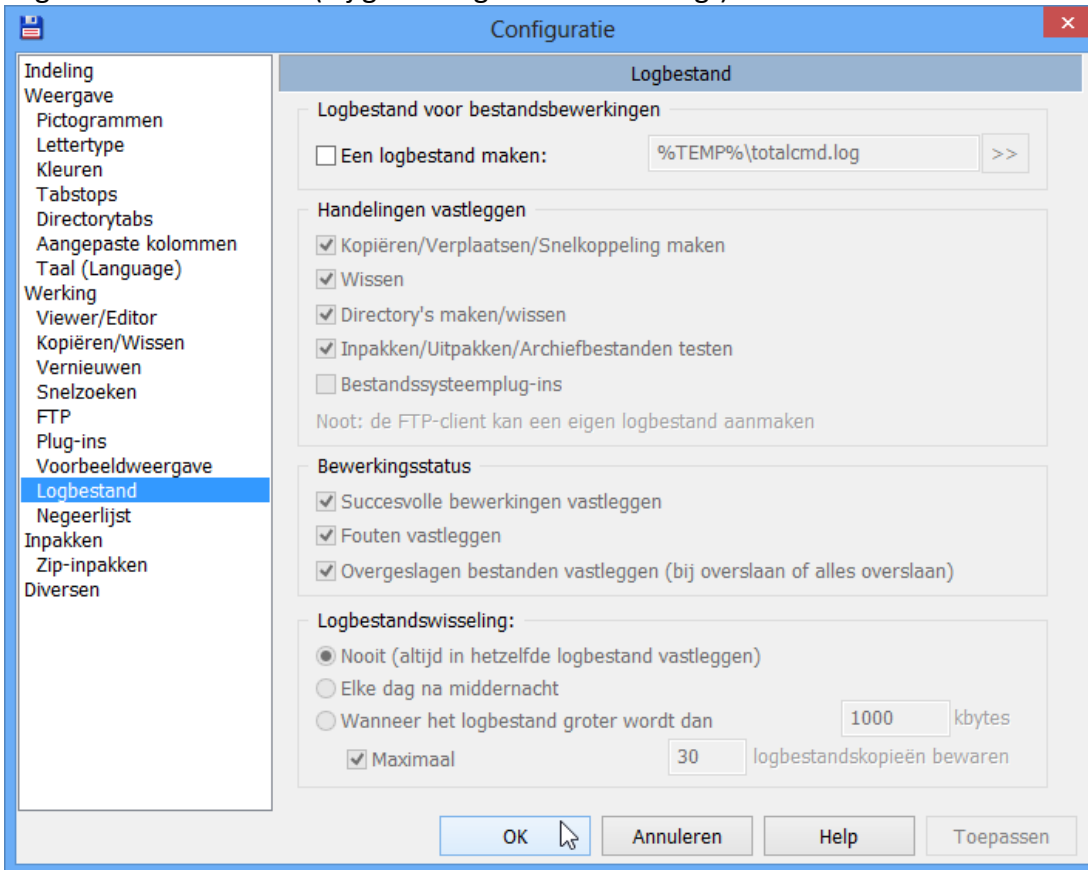 Configuratie
Indeling
Weergave
Pictogrammen
Lettertype
Kleuren
Tabstops
Directorytabs
Aangepaste kolommen
Taal (Language)
Werking
Viewer/Editor
Kopiëren/Wissen
Vernieuwen
Snelzoeken
FTP
Plug-ins
Voorbeeldweergave
Logbestand
Negeerlijst
Inpakken
Zip-inpakken
Diversen
Logbestand
Logbestand voor bestandsbewerkingen
Een logbestand maken: %TEMP%\totalcmd.log >>
Handelingen vastleggen
Kopiëren/Verplaatsen/Snelkoppeling maken
Wissen
Directory's maken/wissen
Inpakken/Uitpakken/Archiefbestanden testen
Bestandssysteemplug-ins
Noot: de FTP-client kan een eigen logbestand aanmaken
Bewerkingsstatus
Succesvolle bewerkingen vastleggen
Fouten vastleggen
Overgeslagen bestanden vastleggen (bij overslaan of alles overslaan)
Logbestandswisseling:
Nooit (altijd in hetzelfde logbestand vastleggen)
Elke dag na middernacht
Wanneer het logbestand groter wordt dan 1000 kbytes
Maximaal 30 logbestandskopieën bewaren
OK Annuleren Help Toepassen